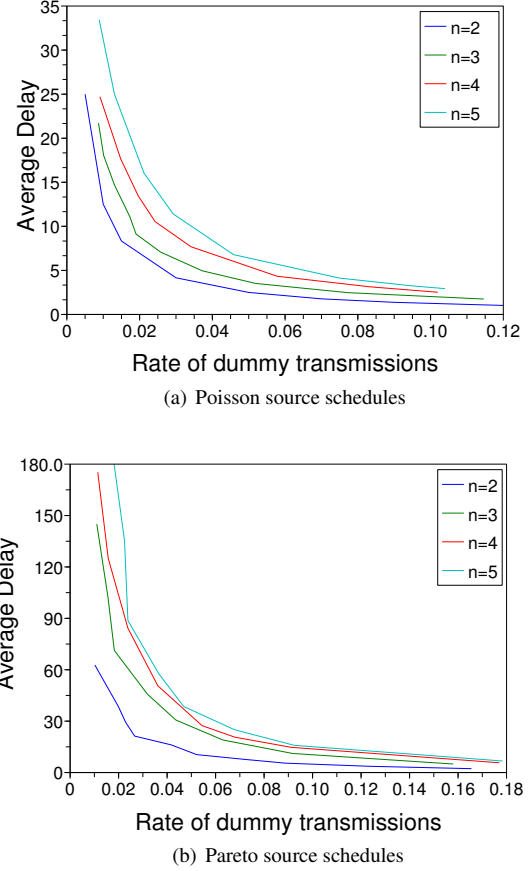 35
30
25
20
15
10
5
0
Average Delay
n=2
n=3
n=4
n=5
0 0.02 0.04 0.06 0.08 0.10 0.12
Rate of dummy transmissions
(a) Poisson source schedules
180.0
150
120
90
60
30
0
Average Delay
n=2
n=3
n=4
n=5
0 0.02 0.04 0.06 0.08 0.10 0.12 0.14 0.16 0.18
Rate of dummy transmissions
(b) Pareto source schedules